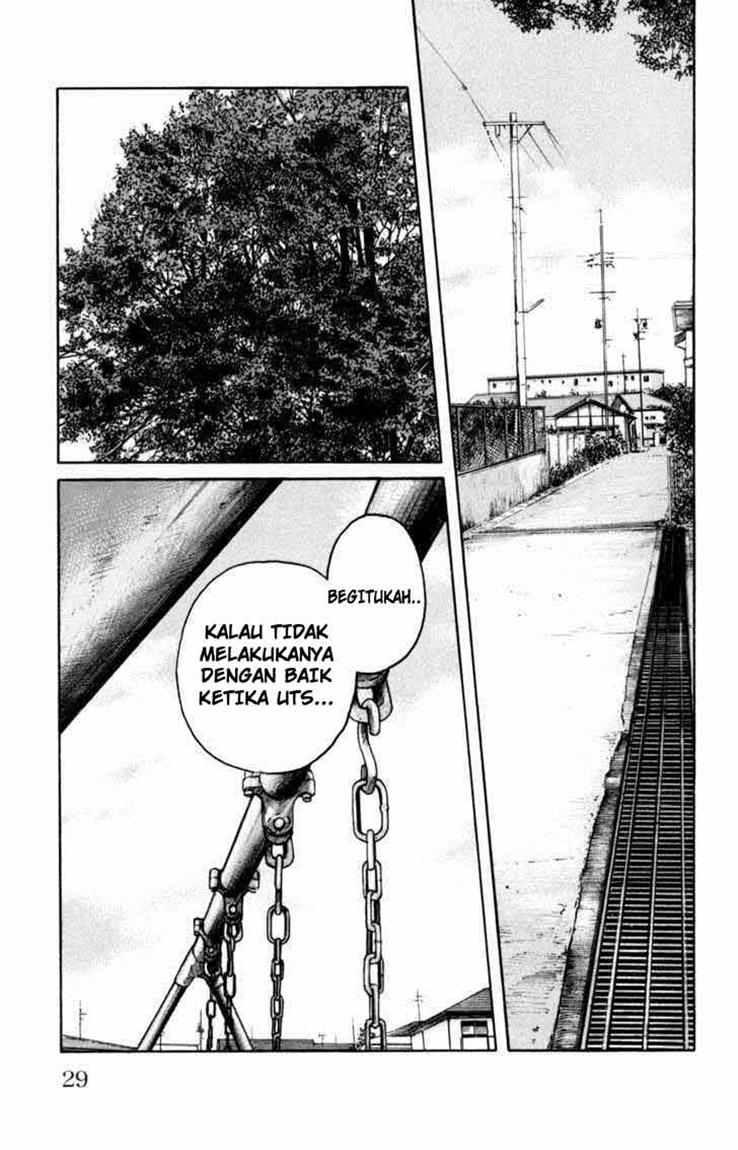 BEGITUKAH..
KALAU TIDAK
MELAKUKANYA
DENGAN BAIK
KETIKA UTS...
29